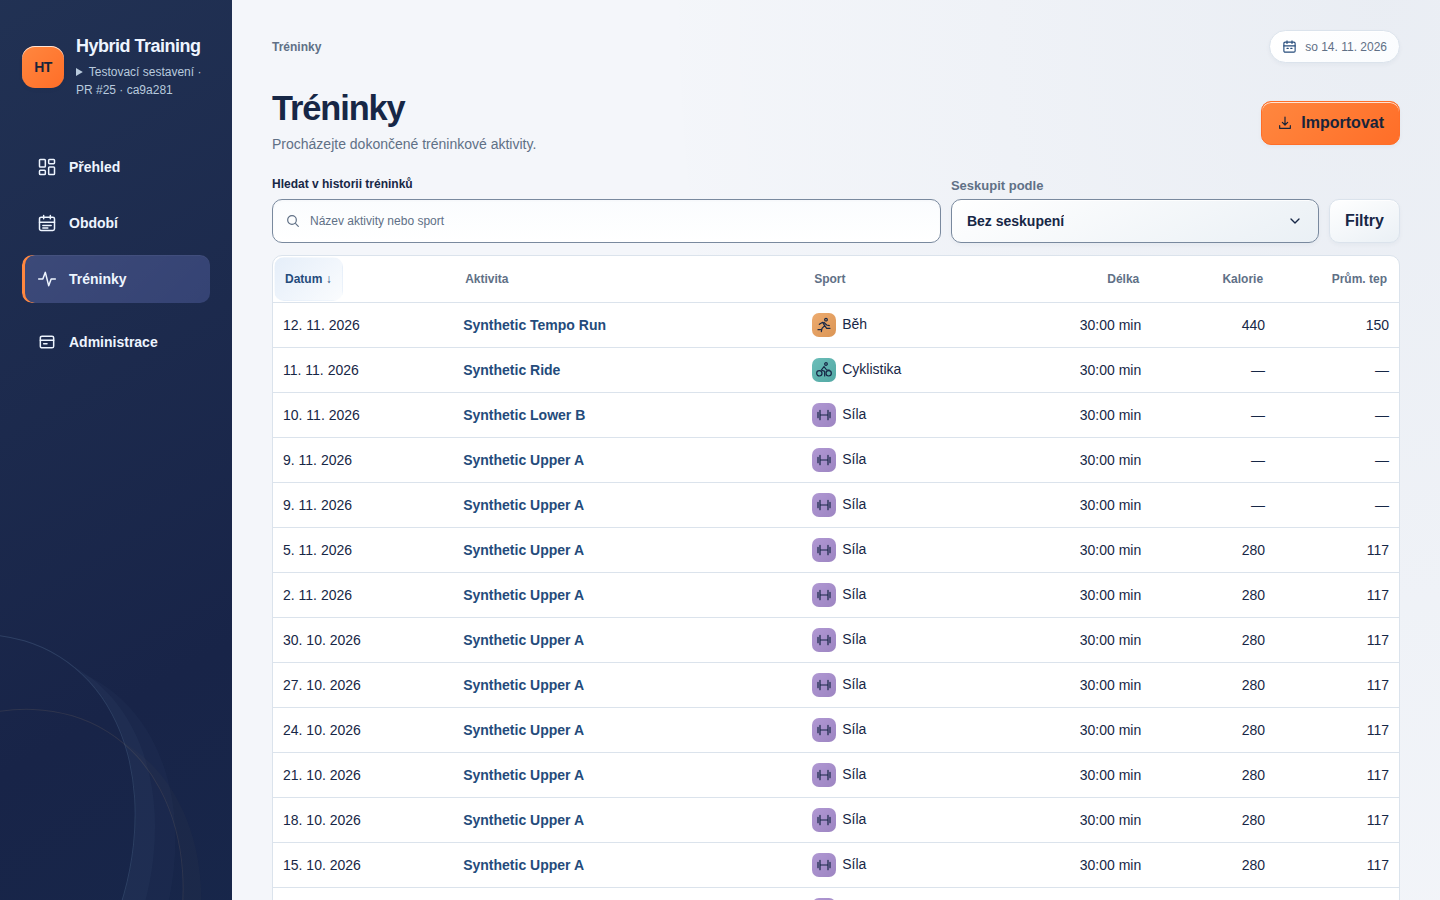 HT
Hybrid Training
▶ Testovací sestavení ·
PR #25 · ca9a281
Přehled
Období
Tréninky
Administrace
Tréninky
so 14. 11. 2026
Tréninky
Procházejte dokončené tréninkové aktivity.
Importovat
Hledat v historii tréninků
Název aktivity nebo sport
Seskupit podle
Bez seskupení
Filtry
Datum ↓ Aktivita Sport Délka Kalorie Prům. tep
12. 11. 2026 Synthetic Tempo Run Běh 30:00 min 440 150
11. 11. 2026 Synthetic Ride Cyklistika 30:00 min — —
10. 11. 2026 Synthetic Lower B Síla 30:00 min — —
9. 11. 2026 Synthetic Upper A Síla 30:00 min — —
9. 11. 2026 Synthetic Upper A Síla 30:00 min — —
5. 11. 2026 Synthetic Upper A Síla 30:00 min 280 117
2. 11. 2026 Synthetic Upper A Síla 30:00 min 280 117
30. 10. 2026 Synthetic Upper A Síla 30:00 min 280 117
27. 10. 2026 Synthetic Upper A Síla 30:00 min 280 117
24. 10. 2026 Synthetic Upper A Síla 30:00 min 280 117
21. 10. 2026 Synthetic Upper A Síla 30:00 min 280 117
18. 10. 2026 Synthetic Upper A Síla 30:00 min 280 117
15. 10. 2026 Synthetic Upper A Síla 30:00 min 280 117